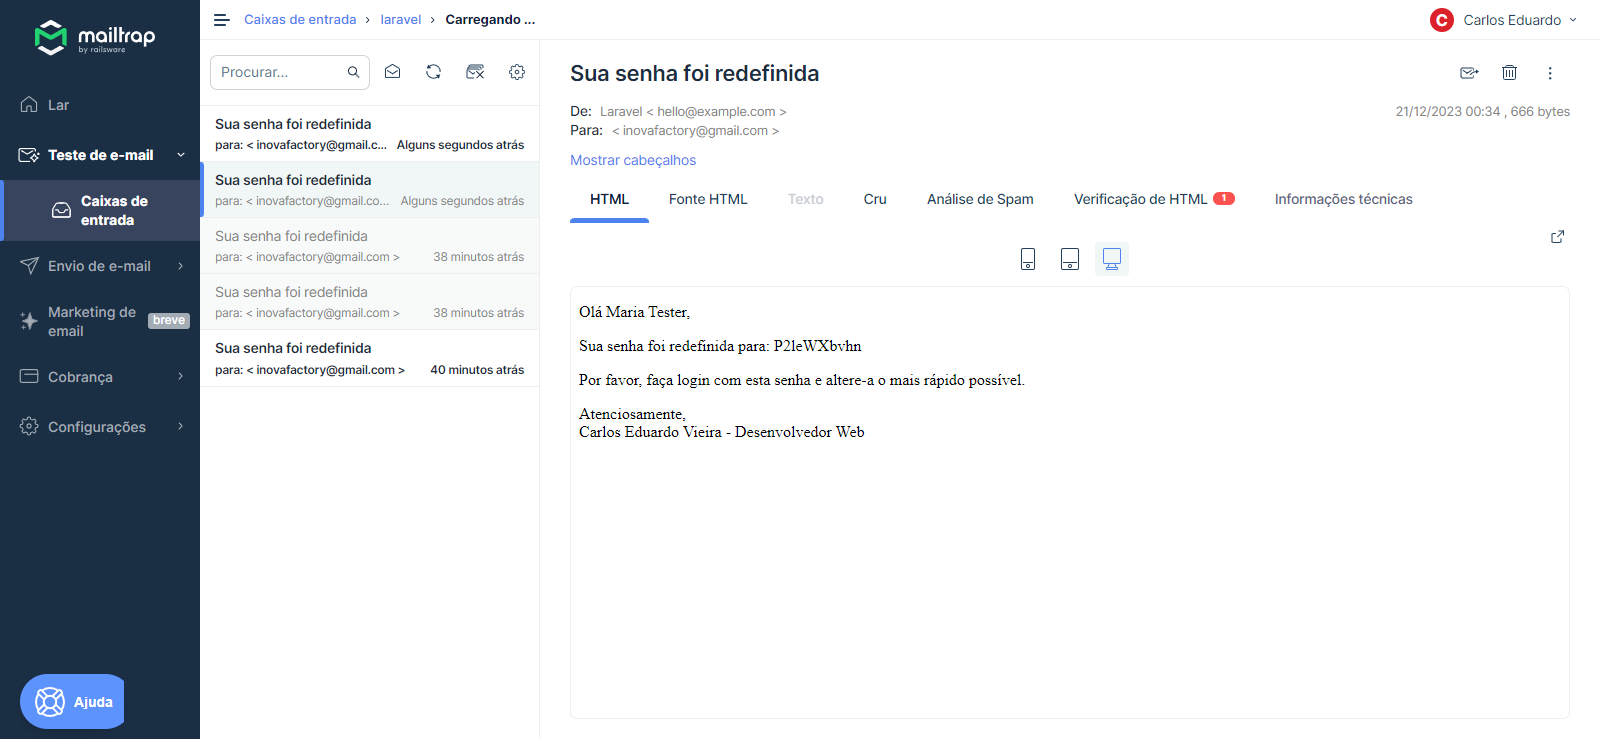 mailtrap
by railsware
Lar
Teste de e-mail
Caixas de
entrada
Envio de e-mail
Marketing de
email
breve
Cobrança
Configurações
Ajuda
Caixas de entrada › laravel › Carregando ...
C Carlos Eduardo
Procurar...
Sua senha foi redefinida
para: < inovafactory@gmail.c... Alguns segundos atrás
Sua senha foi redefinida
para: < inovafactory@gmail.co... Alguns segundos atrás
Sua senha foi redefinida
para: < inovafactory@gmail.com > 38 minutos atrás
Sua senha foi redefinida
para: < inovafactory@gmail.com > 38 minutos atrás
Sua senha foi redefinida
para: < inovafactory@gmail.com > 40 minutos atrás
Sua senha foi redefinida
De: Laravel < hello@example.com > 21/12/2023 00:34 , 666 bytes
Para: < inovafactory@gmail.com >
Mostrar cabeçalhos
HTML Fonte HTML Texto Cru Análise de Spam Verificação de HTML 1 Informações técnicas
Olá Maria Tester,
Sua senha foi redefinida para: P2leWXbvhn
Por favor, faça login com esta senha e altere-a o mais rápido possível.
Atenciosamente,
Carlos Eduardo Vieira - Desenvolvedor Web